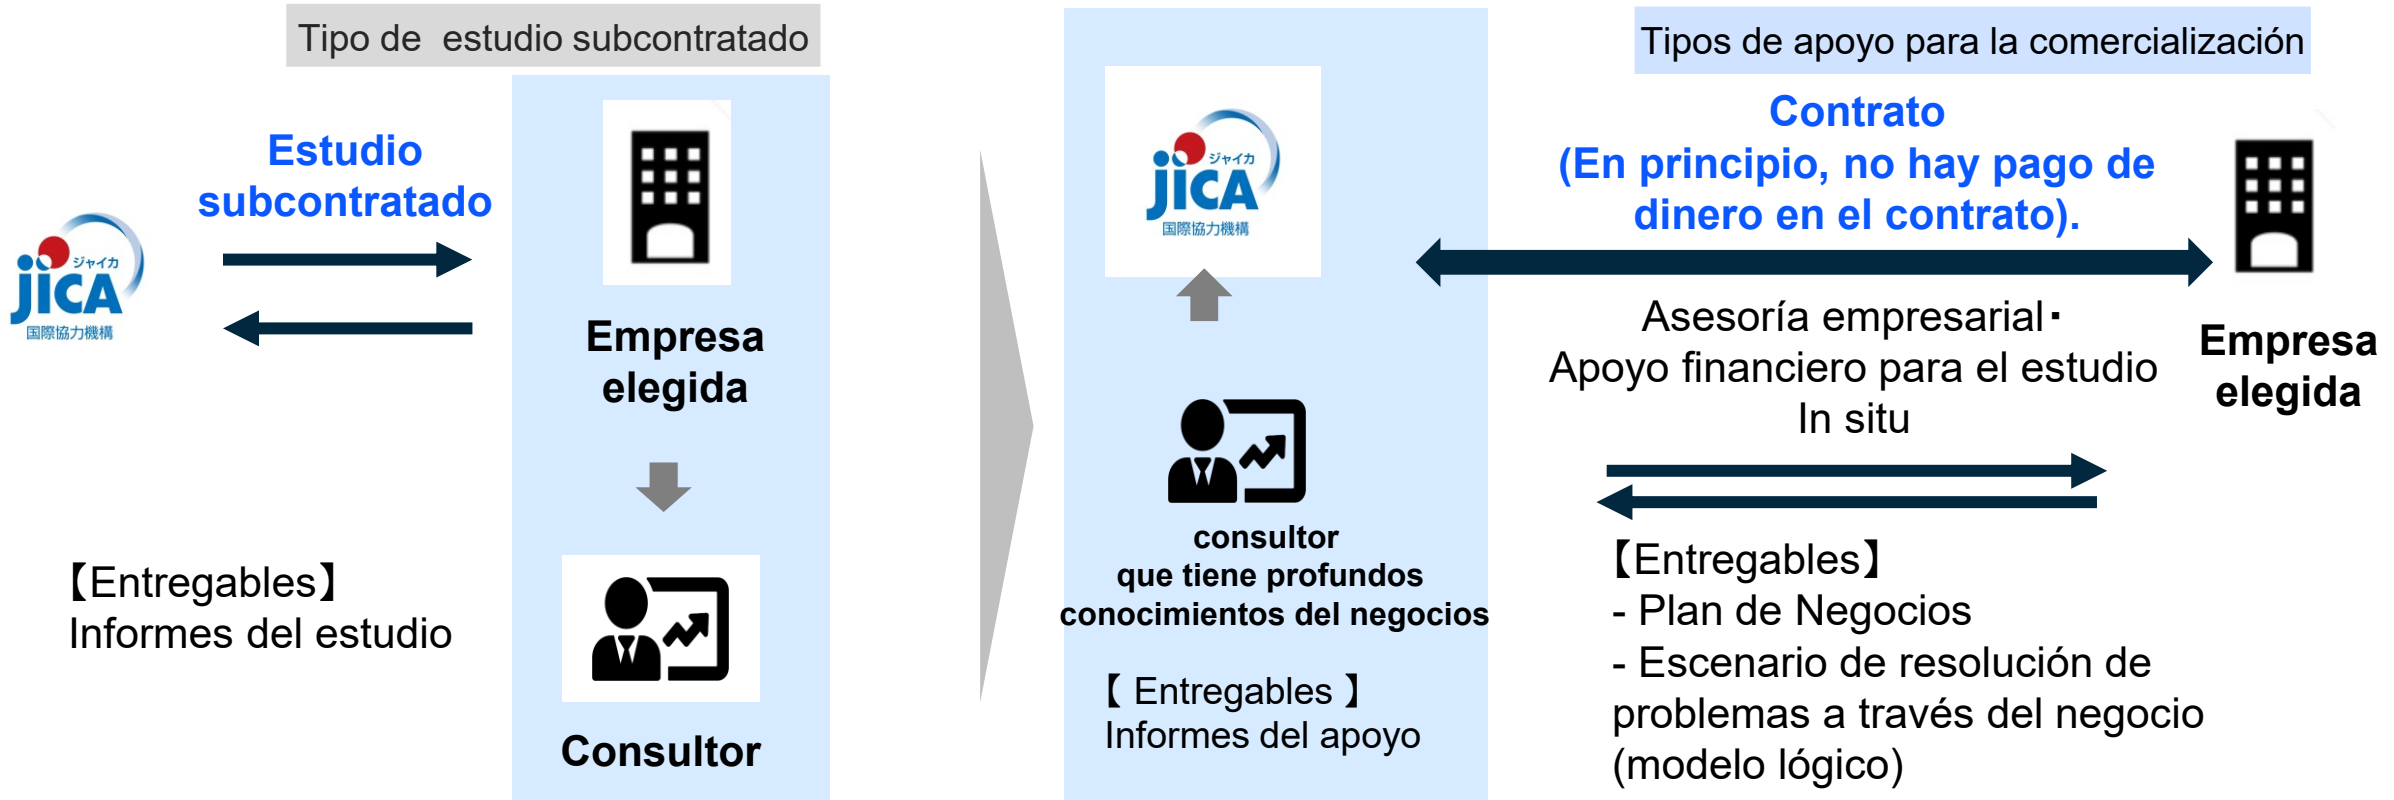 Tipo de  estudio subcontratado
Estudio
subcontratado
ジャイカ
JICA
国際協力機構
Empresa
elegida
【Entregables】
Informes del estudio
Consultor
ジャイカ
JICA
国際協力機構
consultor
que tiene profundos
conocimientos del negocios
【 Entregables 】
Informes del apoyo
Tipos de apoyo para la comercialización
Contrato
(En principio, no hay pago de
dinero en el contrato).
Asesoría empresarial･
Apoyo financiero para el estudio
In situ
Empresa
elegida
【Entregables】
- Plan de Negocios
- Escenario de resolución de
problemas a través del negocio
(modelo lógico)